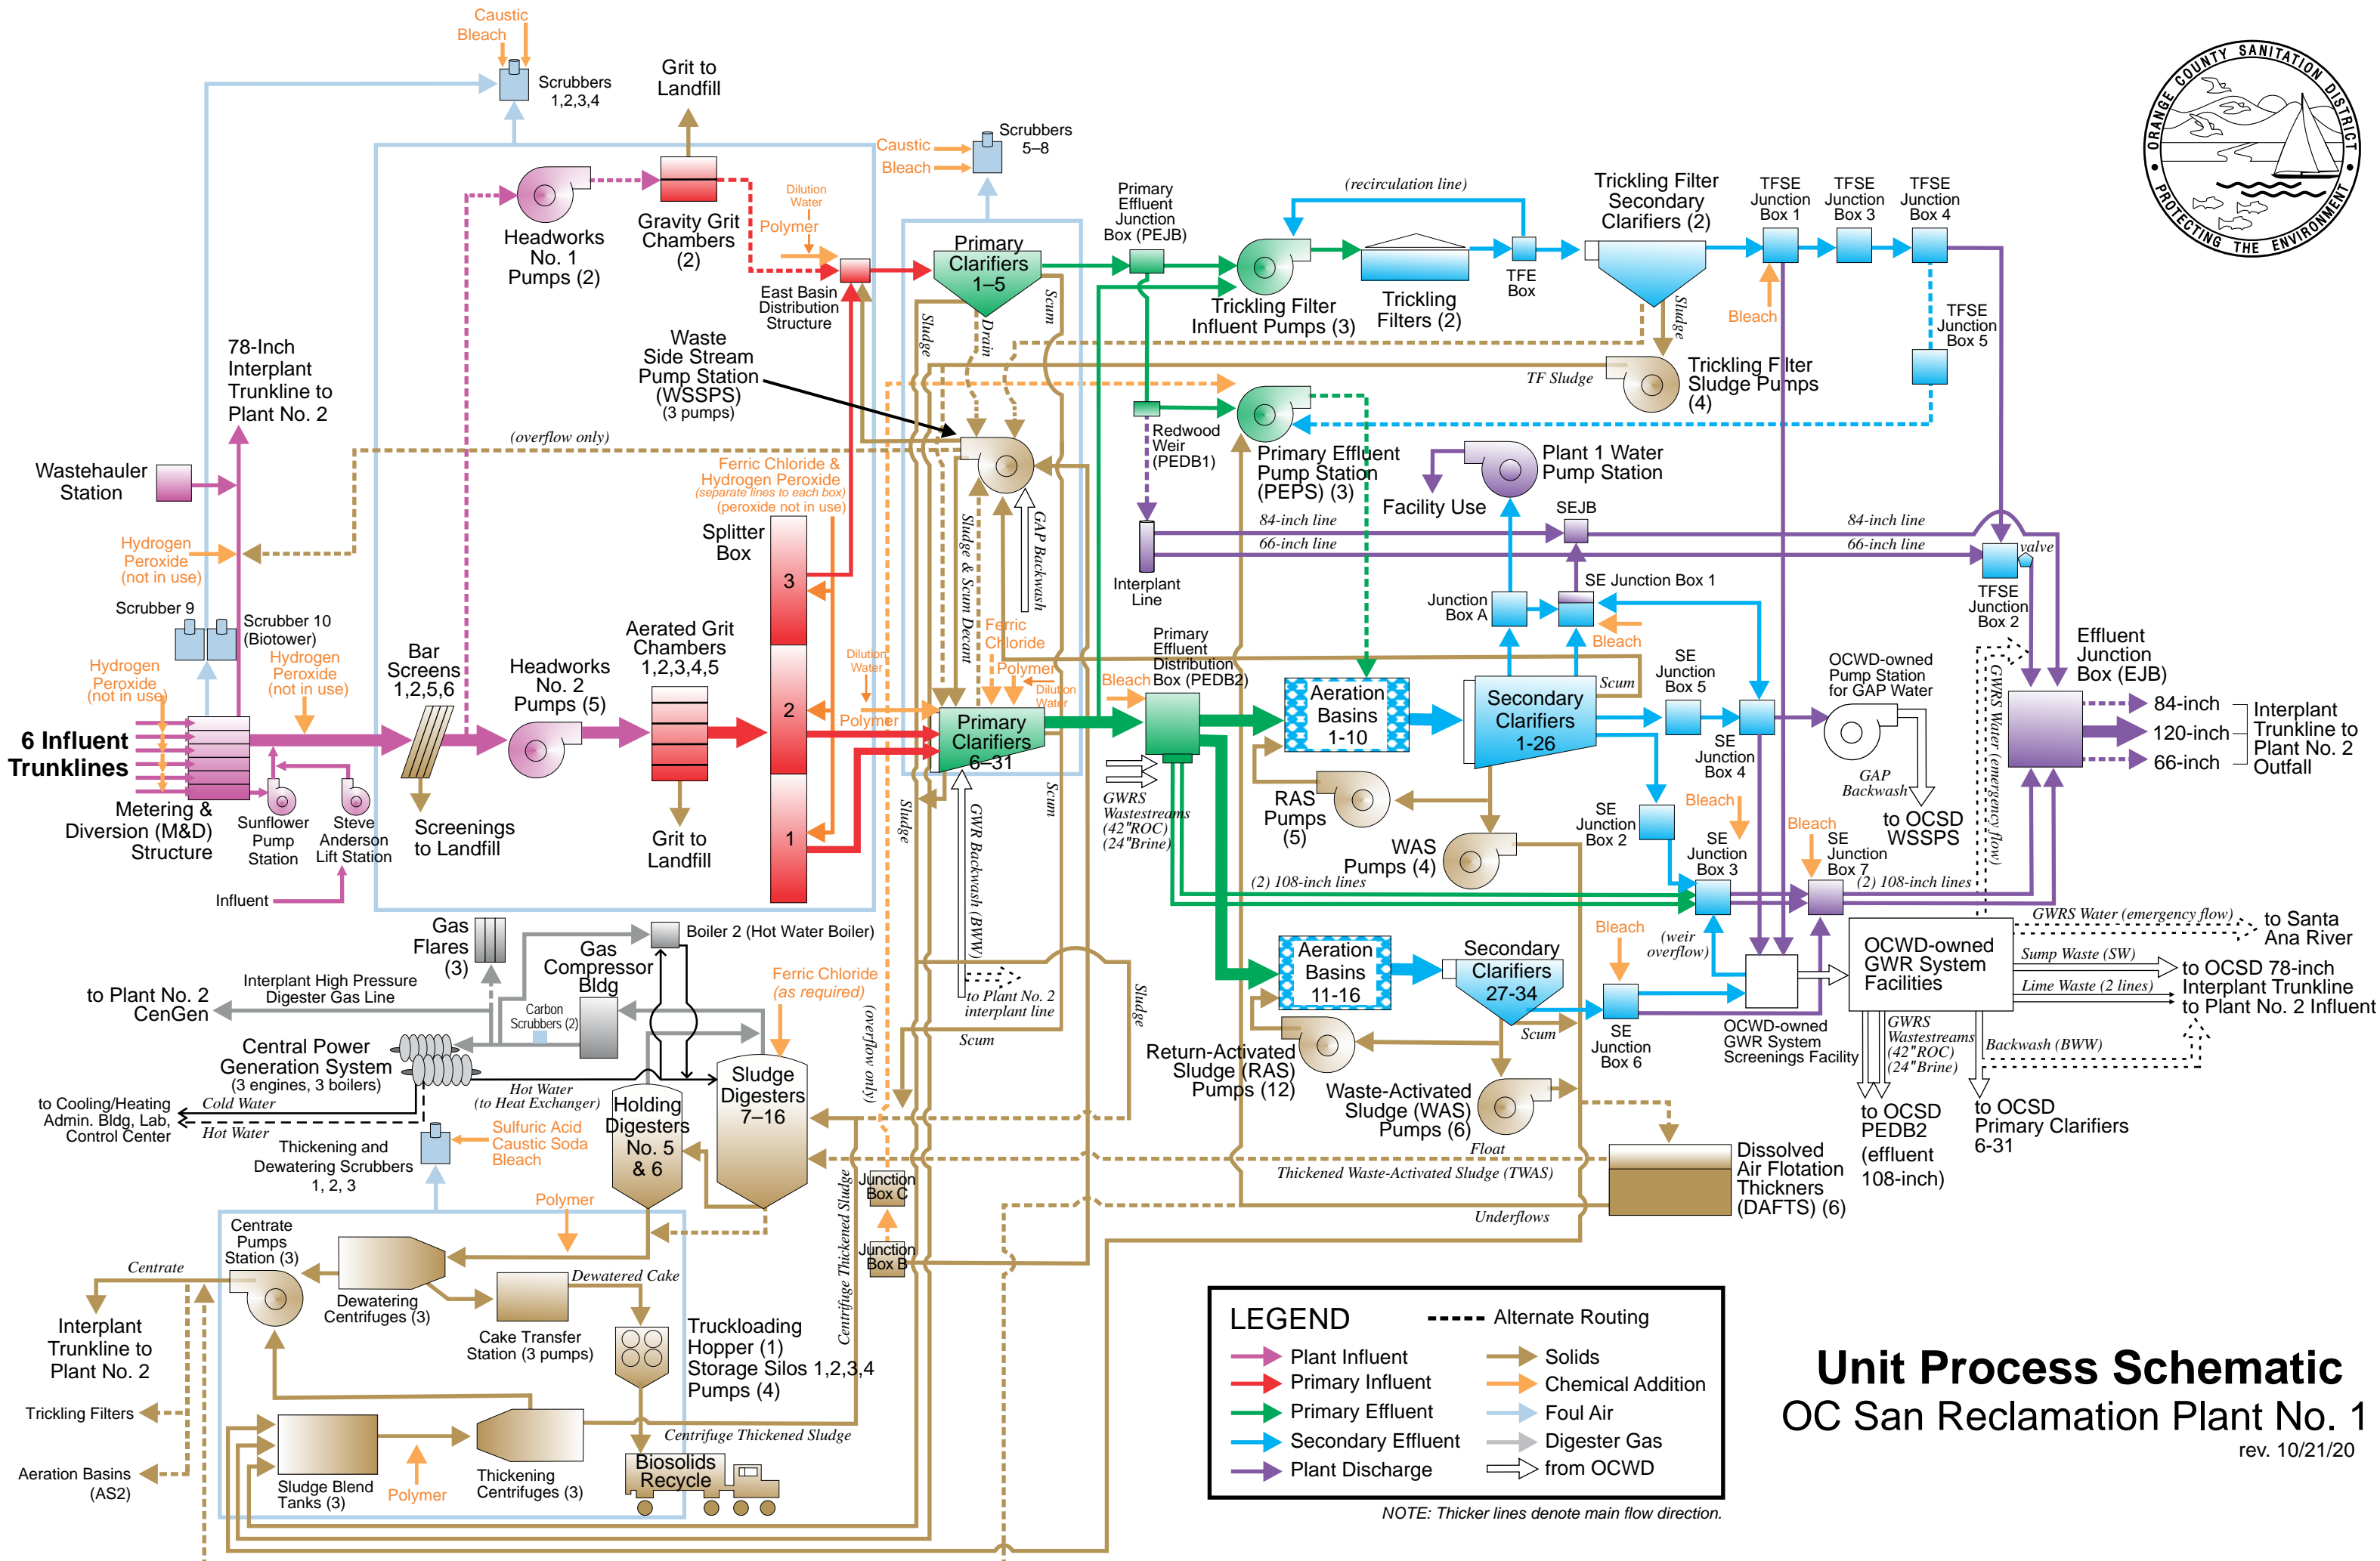 Caustic
Bleach
Scrubbers
1,2,3,4
Grit to
Landfill
Headworks
No. 1
Pumps (2)
Gravity Grit
Chambers
(2)
Dilution
Water
Polymer
East Basin
Distribution
Structure
Caustic
Bleach
Scrubbers
5–8
Primary
Clarifiers
1–5
Scum
Sludge
Drain
Primary
Effluent
Junction
Box (PEJB)
(recirculation line)
Trickling Filter
Influent Pumps (3)
Trickling
Filters (2)
TFE
Box
Trickling Filter
Secondary
Clarifiers (2)
Sludge
TFSE
Junction
Box 1
TFSE
Junction
Box 3
TFSE
Junction
Box 4
Bleach
TFSE
Junction
Box 5
ORANGE COUNTY SANITATION DISTRICT
PROTECTING THE ENVIRONMENT
78-Inch
Interplant
Trunkline to
Plant No. 2
Wastehauler
Station
(overflow only)
Waste
Side Stream
Pump Station
(WSSPS)
(3 pumps)
TF Sludge
Trickling Filter
Sludge Pumps
(4)
Redwood
Weir
(PEDB1)
Primary Effluent
Pump Station
(PEPS) (3)
Plant 1 Water
Pump Station
Facility Use
Ferric Chloride &
Hydrogen Peroxide
(separate lines to each box)
(peroxide not in use)
Splitter
Box
3
2
1
Sludge & Scum Decant
GAP Backwash
Hydrogen
Peroxide
(not in use)
Interplant
Line
84-inch line
66-inch line
SEJB
84-inch line
66-inch line
valve
TFSE
Junction
Box 2
Scrubber 9
Scrubber 10
(Biotower)
Hydrogen
Peroxide
(not in use)
Hydrogen
Peroxide
(not in use)
6 Influent
Trunklines
Metering &
Diversion (M&D)
Structure
Sunflower
Pump
Station
Steve
Anderson
Lift Station
Influent
Bar
Screens
1,2,5,6
Screenings
to Landfill
Headworks
No. 2
Pumps (5)
Aerated Grit
Chambers
1,2,3,4,5
Grit to
Landfill
Dilution
Water
Polymer
Ferric
Chloride
Polymer
Dilution
Water
Primary
Clarifiers
6–31
Sludge
GWR Backwash (BWW)
Scum
to Plant No. 2
interplant line
Primary
Effluent
Distribution
Box (PEDB2)
Bleach
GWRS
Wastestreams
(42"ROC)
(24"Brine)
Aeration
Basins
1-10
RAS
Pumps
(5)
WAS
Pumps (4)
Junction
Box A
SE Junction Box 1
Bleach
Secondary
Clarifiers
1-26
Scum
SE
Junction
Box 5
SE
Junction
Box 4
SE
Junction
Box 2
Bleach
SE
Junction
Box 3
Bleach
SE
Junction
Box 7
OCWD-owned
Pump Station
for GAP Water
GAP
Backwash
to OCSD
WSSPS
GWRS Water (emergency flow)
Effluent
Junction
Box (EJB)
84-inch
120-inch
66-inch
Interplant
Trunkline to
Plant No. 2
Outfall
(2) 108-inch lines
(2) 108-inch lines
Aeration
Basins
11-16
Return-Activated
Sludge (RAS)
Pumps (12)
Waste-Activated
Sludge (WAS)
Pumps (6)
Secondary
Clarifiers
27-34
Scum
Bleach
SE
Junction
Box 6
(weir
overflow)
OCWD-owned
GWR System
Screenings Facility
OCWD-owned
GWR System
Facilities
GWRS Water (emergency flow)
to Santa
Ana River
Sump Waste (SW)
Lime Waste (2 lines)
to OCSD 78-inch
Interplant Trunkline
to Plant No. 2 Influent
GWRS
Wastestreams
(42"ROC)
(24"Brine)
Backwash (BWW)
to OCSD
PEDB2
(effluent
108-inch)
to OCSD
Primary Clarifiers
6-31
Float
Thickened Waste-Activated Sludge (TWAS)
Underflows
Dissolved
Air Flotation
Thickners
(DAFTS) (6)
Gas
Flares
(3)
Boiler 2 (Hot Water Boiler)
Gas
Compressor
Bldg
Interplant High Pressure
Digester Gas Line
to Plant No. 2
CenGen
Carbon
Scrubbers (2)
Central Power
Generation System
(3 engines, 3 boilers)
Hot Water
(to Heat Exchanger)
Cold Water
Hot Water
to Cooling/Heating
Admin. Bldg, Lab,
Control Center
Ferric Chloride
(as required)
Sludge
Digesters
7–16
Holding
Digesters
No. 5
& 6
(overflow only)
Scum
Sludge
Thickening and
Dewatering Scrubbers
1, 2, 3
Sulfuric Acid
Caustic Soda
Bleach
Polymer
Centrate
Pumps
Station (3)
Centrate
Dewatering
Centrifuges (3)
Dewatered Cake
Cake Transfer
Station (3 pumps)
Truckloading
Hopper (1)
Storage Silos 1,2,3,4
Pumps (4)
Centrifuge Thickened Sludge
Junction
Box C
Junction
Box B
Interplant
Trunkline to
Plant No. 2
Trickling Filters
Aeration Basins
(AS2)
Sludge Blend
Tanks (3)
Polymer
Thickening
Centrifuges (3)
Centrifuge Thickened Sludge
Biosolids
Recycle
LEGEND
Alternate Routing
Plant Influent
Primary Influent
Primary Effluent
Secondary Effluent
Plant Discharge
Solids
Chemical Addition
Foul Air
Digester Gas
from OCWD
NOTE: Thicker lines denote main flow direction.
Unit Process Schematic
OC San Reclamation Plant No. 1
rev. 10/21/20